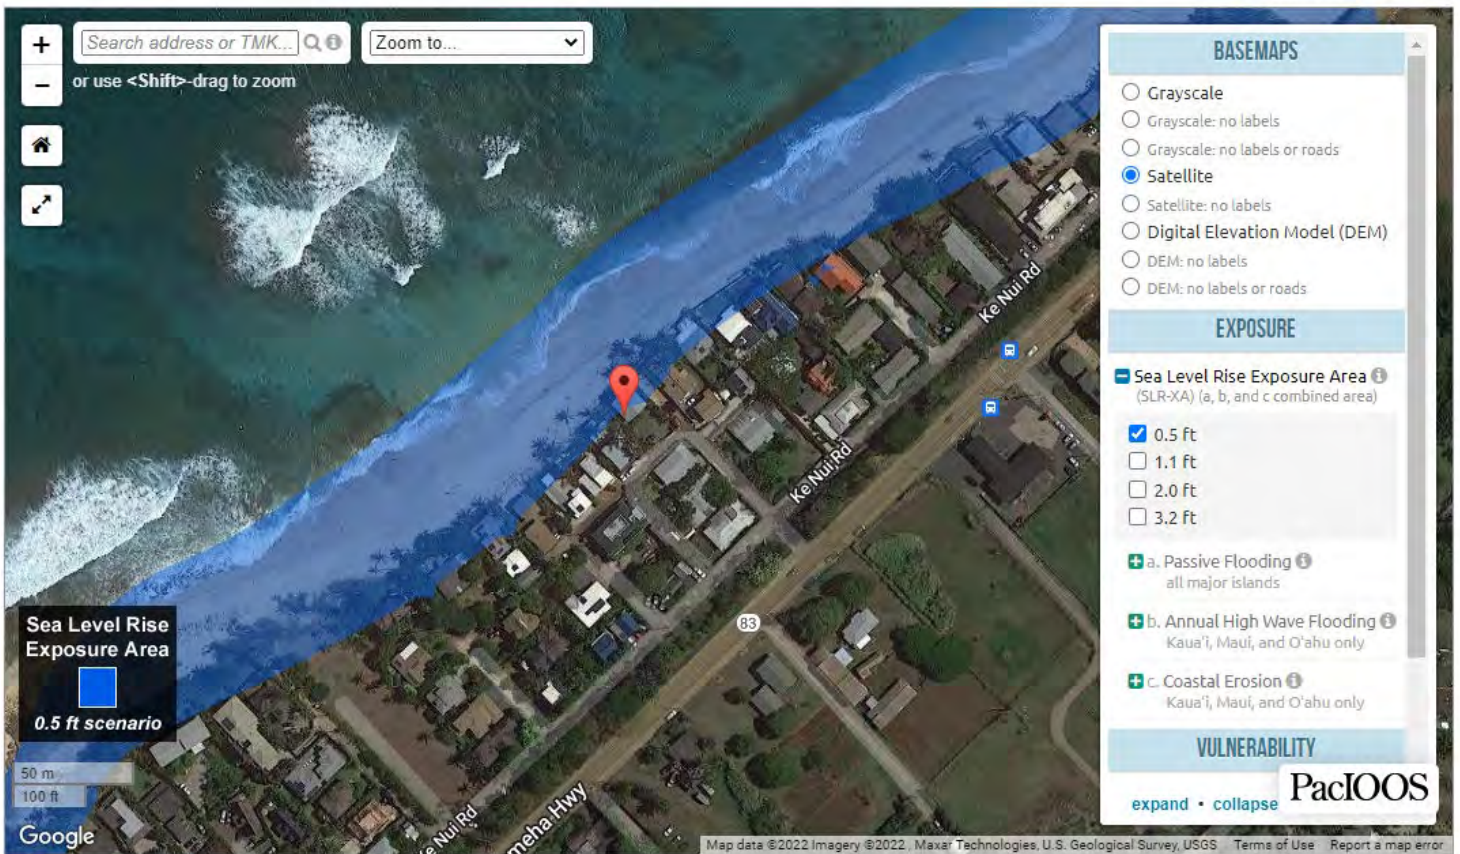 +
Search address or TMK...
Zoom to...
−
or use <Shift>-drag to zoom
BASEMAPS
Grayscale
Grayscale: no labels
Grayscale: no labels or roads
Satellite
Satellite: no labels
Digital Elevation Model (DEM)
DEM: no labels
DEM: no labels or roads
EXPOSURE
Sea Level Rise Exposure Area
(SLR-XA) (a, b, and c combined area)
0.5 ft
1.1 ft
2.0 ft
3.2 ft
a. Passive Flooding
all major islands
b. Annual High Wave Flooding
Kaua'i, Maui, and O'ahu only
c. Coastal Erosion
Kaua'i, Maui, and O'ahu only
VULNERABILITY
expand • collapse
PacIOOS
Ke Nui Rd
Ke Nui Rd
83
e Nui Rd
meha Hwy
Sea Level Rise
Exposure Area
0.5 ft scenario
50 m
100 ft
Google
Map data ©2022 Imagery ©2022 , Maxar Technologies, U.S. Geological Survey, USGS
Terms of Use
Report a map error